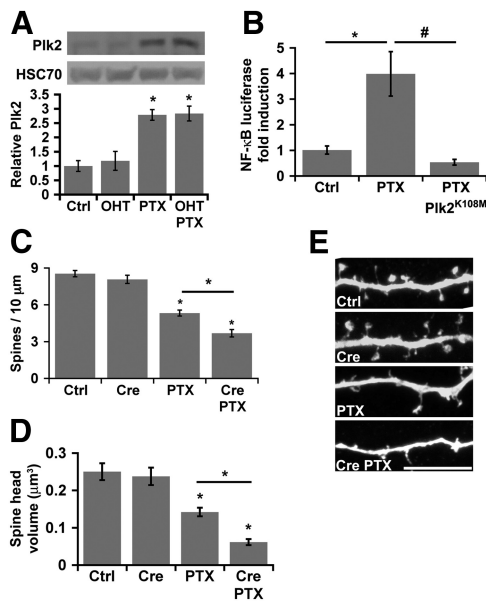 A
Plk2
HSC70
Relative Plk2
3.5
3
2.5
2
1.5
1
0.5
* *
Ctrl OHT PTX OHT
PTX
B
NF-κB luciferase
fold induction
6
5
4
3
2
1
0
* #
Ctrl PTX PTX
Plk2K108M
C
Spines / 10 μm
9
6
3
0
*
* *
Ctrl Cre PTX Cre
PTX
D
Spine head
volume (μm³)
0.3
0.2
0.1
0
*
* *
Ctrl Cre PTX Cre
PTX
E
Ctrl
Cre
PTX
Cre PTX